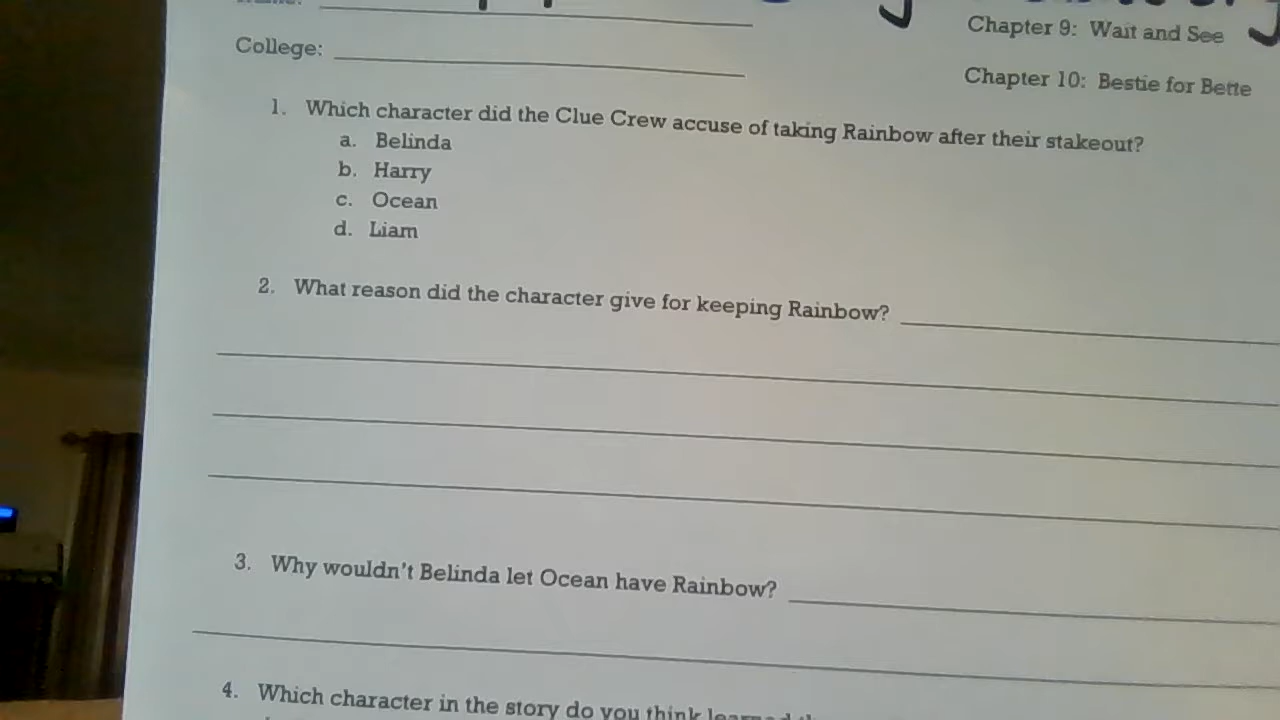 Chapter 9: Wait and See
College:
Chapter 10: Bestie for Bette
1. Which character did the Clue Crew accuse of taking Rainbow after their stakeout?
a. Belinda
b. Harry
c. Ocean
d. Liam
2. What reason did the character give for keeping Rainbow?
3. Why wouldn't Belinda let Ocean have Rainbow?
4. Which character in the story do you think learned